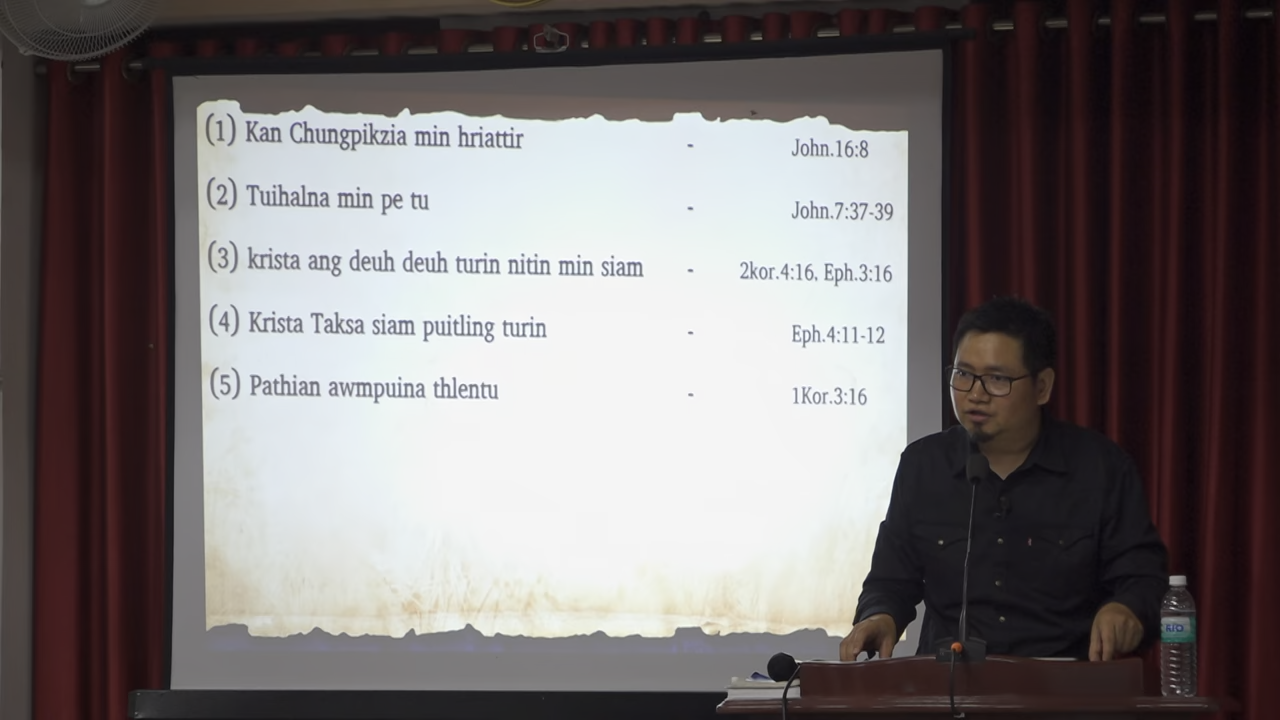 (1) Kan Chungpikzia min hriattir - John.16:8
(2) Tuihalna min pe tu - John.7:37-39
(3) krista ang deuh deuh turin nitin min siam - 2kor.4:16, Eph.3:16
(4) Krista Taksa siam puitling turin - Eph.4:11-12
(5) Pathian awmpuina thlentu - 1Kor.3:16